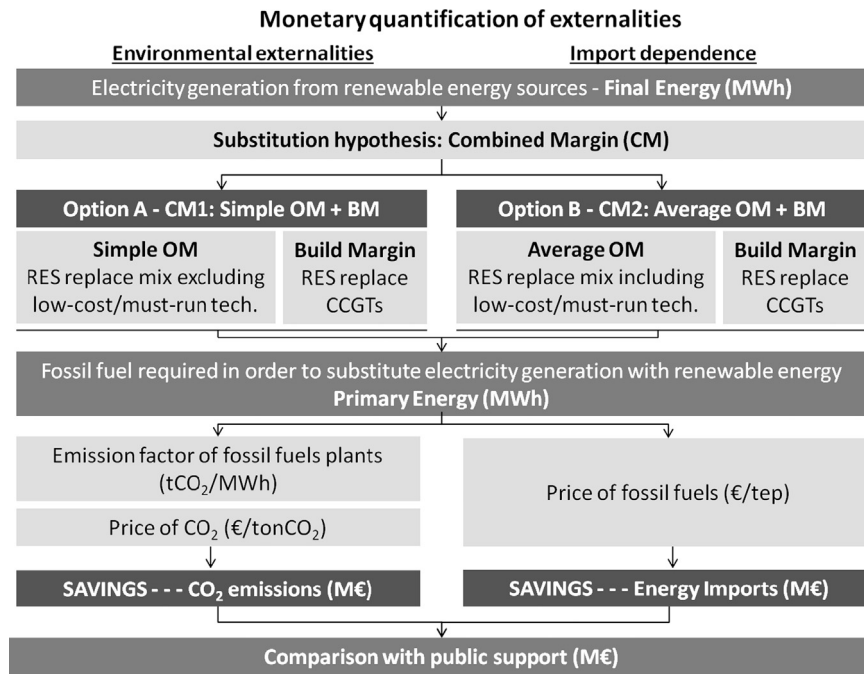 Monetary quantification of externalities
Environmental externalities
Import dependence
Electricity generation from renewable energy sources - Final Energy (MWh)
Substitution hypothesis: Combined Margin (CM)
Option A - CM1: Simple OM + BM
Option B - CM2: Average OM + BM
Simple OM
RES replace mix excluding
low-cost/must-run tech.
Build Margin
RES replace
CCGTs
Average OM
RES replace mix including
low-cost/must-run tech.
Build Margin
RES replace
CCGTs
Fossil fuel required in order to substitute electricity generation with renewable energy
Primary Energy (MWh)
Emission factor of fossil fuels plants
(tCO₂/MWh)
Price of CO₂ (€/tonCO₂)
Price of fossil fuels (€/tep)
SAVINGS - - - CO₂ emissions (M€)
SAVINGS - - - Energy Imports (M€)
Comparison with public support (M€)